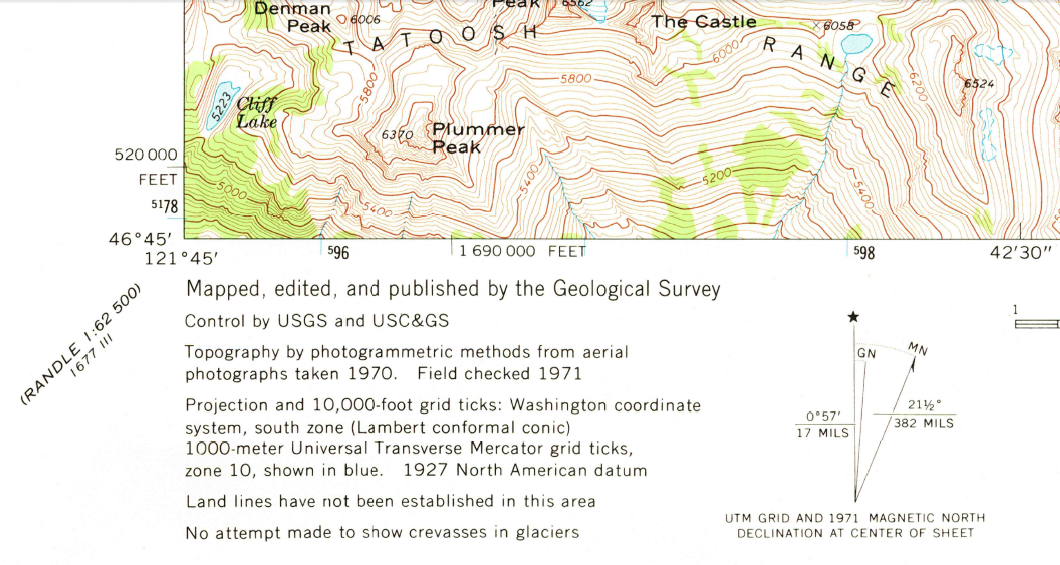 Denman
Peak
6006
Peak
6562
The Castle
6058
TATOOSH
RANGE
6000
5800
5800
6200
6524
5223
Cliff
Lake
6370
Plummer
Peak
520 000
FEET
5178
5000
5400
5400
5200
5400
46°45′
121°45′
596
1 690 000 FEET
598
42′30″
(RANDLE 1:62 500)
1677 III
Mapped, edited, and published by the Geological Survey
Control by USGS and USC&GS
Topography by photogrammetric methods from aerial
photographs taken 1970. Field checked 1971
Projection and 10,000-foot grid ticks: Washington coordinate
system, south zone (Lambert conformal conic)
1000-meter Universal Transverse Mercator grid ticks,
zone 10, shown in blue. 1927 North American datum
Land lines have not been established in this area
No attempt made to show crevasses in glaciers
★
GN
MN
0°57′
17 MILS
21½°
382 MILS
UTM GRID AND 1971 MAGNETIC NORTH
DECLINATION AT CENTER OF SHEET
1